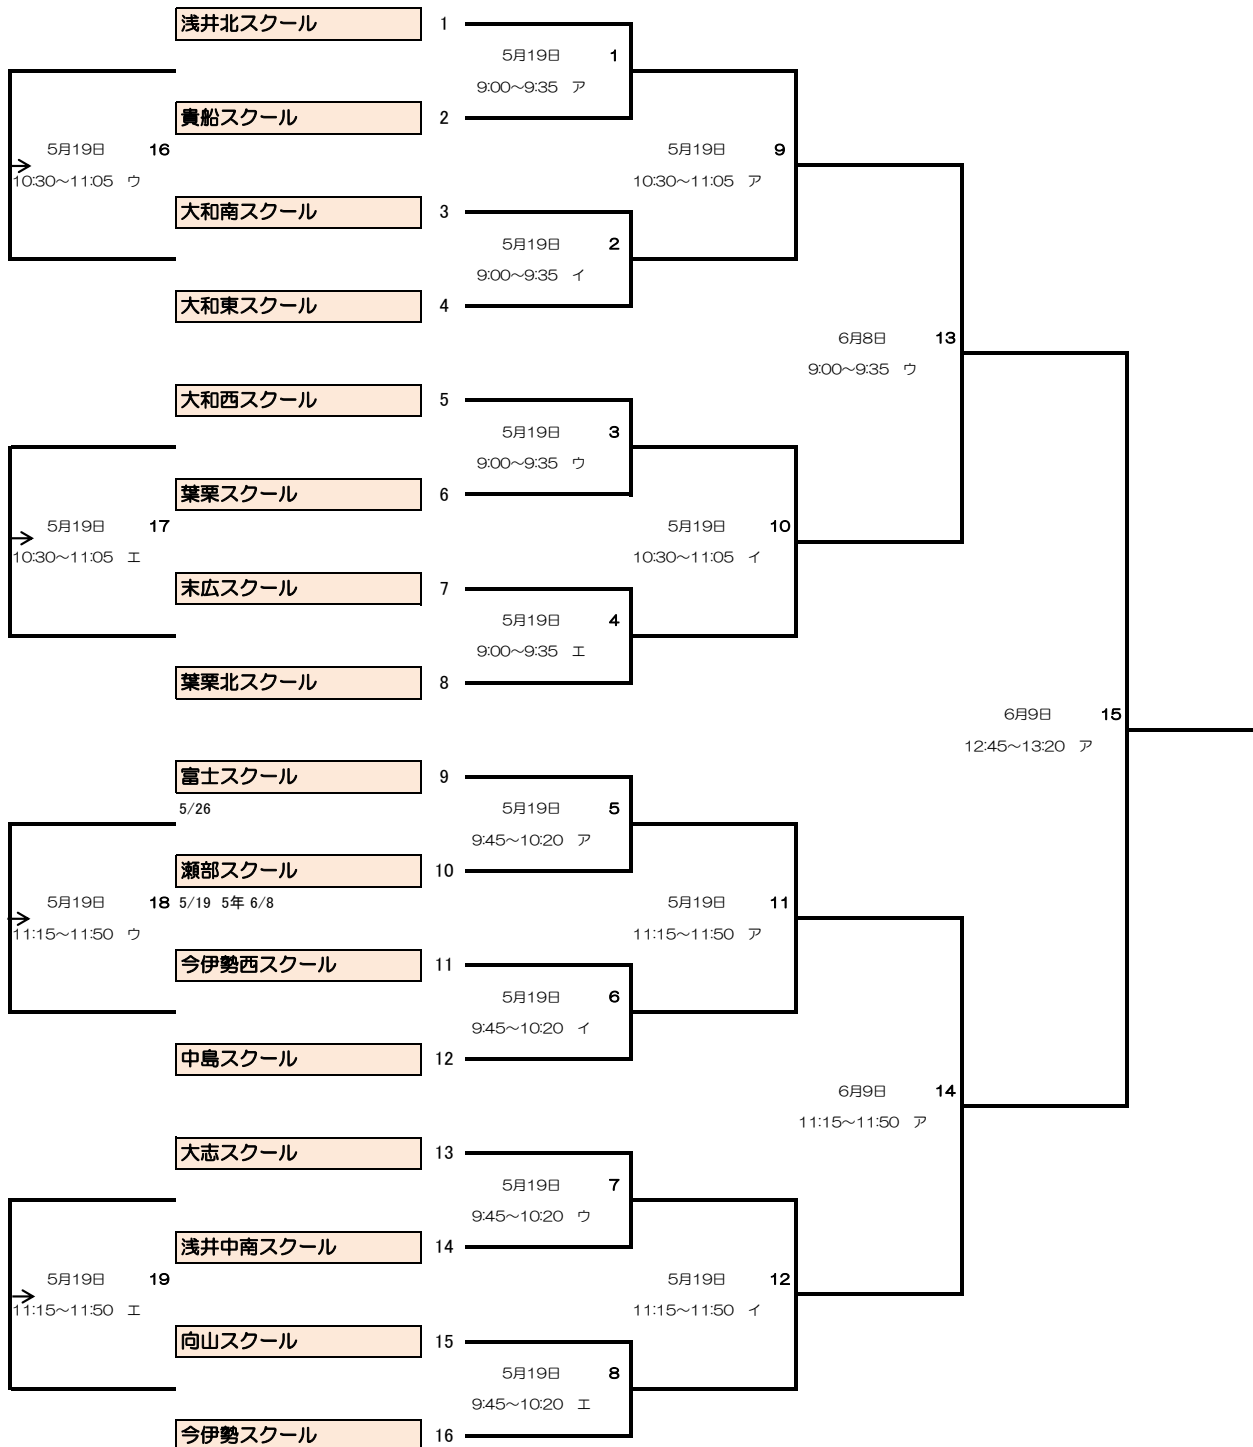 浅井北スクール 1
5月19日 1
9:00～9:35 ア
貴船スクール 2
5月19日 16
10:30～11:05 ウ
5月19日 9
10:30～11:05 ア
大和南スクール 3
5月19日 2
9:00～9:35 イ
大和東スクール 4
6月8日 13
9:00～9:35 ウ
大和西スクール 5
5月19日 3
9:00～9:35 ウ
葉栗スクール 6
5月19日 17
10:30～11:05 エ
5月19日 10
10:30～11:05 イ
末広スクール 7
5月19日 4
9:00～9:35 エ
葉栗北スクール 8
6月9日 15
12:45～13:20 ア
富士スクール 9
5/26
5月19日 5
9:45～10:20 ア
瀬部スクール 10
5/19 5年 6/8
5月19日 18
11:15～11:50 ウ
5月19日 11
11:15～11:50 ア
今伊勢西スクール 11
5月19日 6
9:45～10:20 イ
中島スクール 12
6月9日 14
11:15～11:50 ア
大志スクール 13
5月19日 7
9:45～10:20 ウ
浅井中南スクール 14
5月19日 19
11:15～11:50 エ
5月19日 12
11:15～11:50 イ
向山スクール 15
5月19日 8
9:45～10:20 エ
今伊勢スクール 16